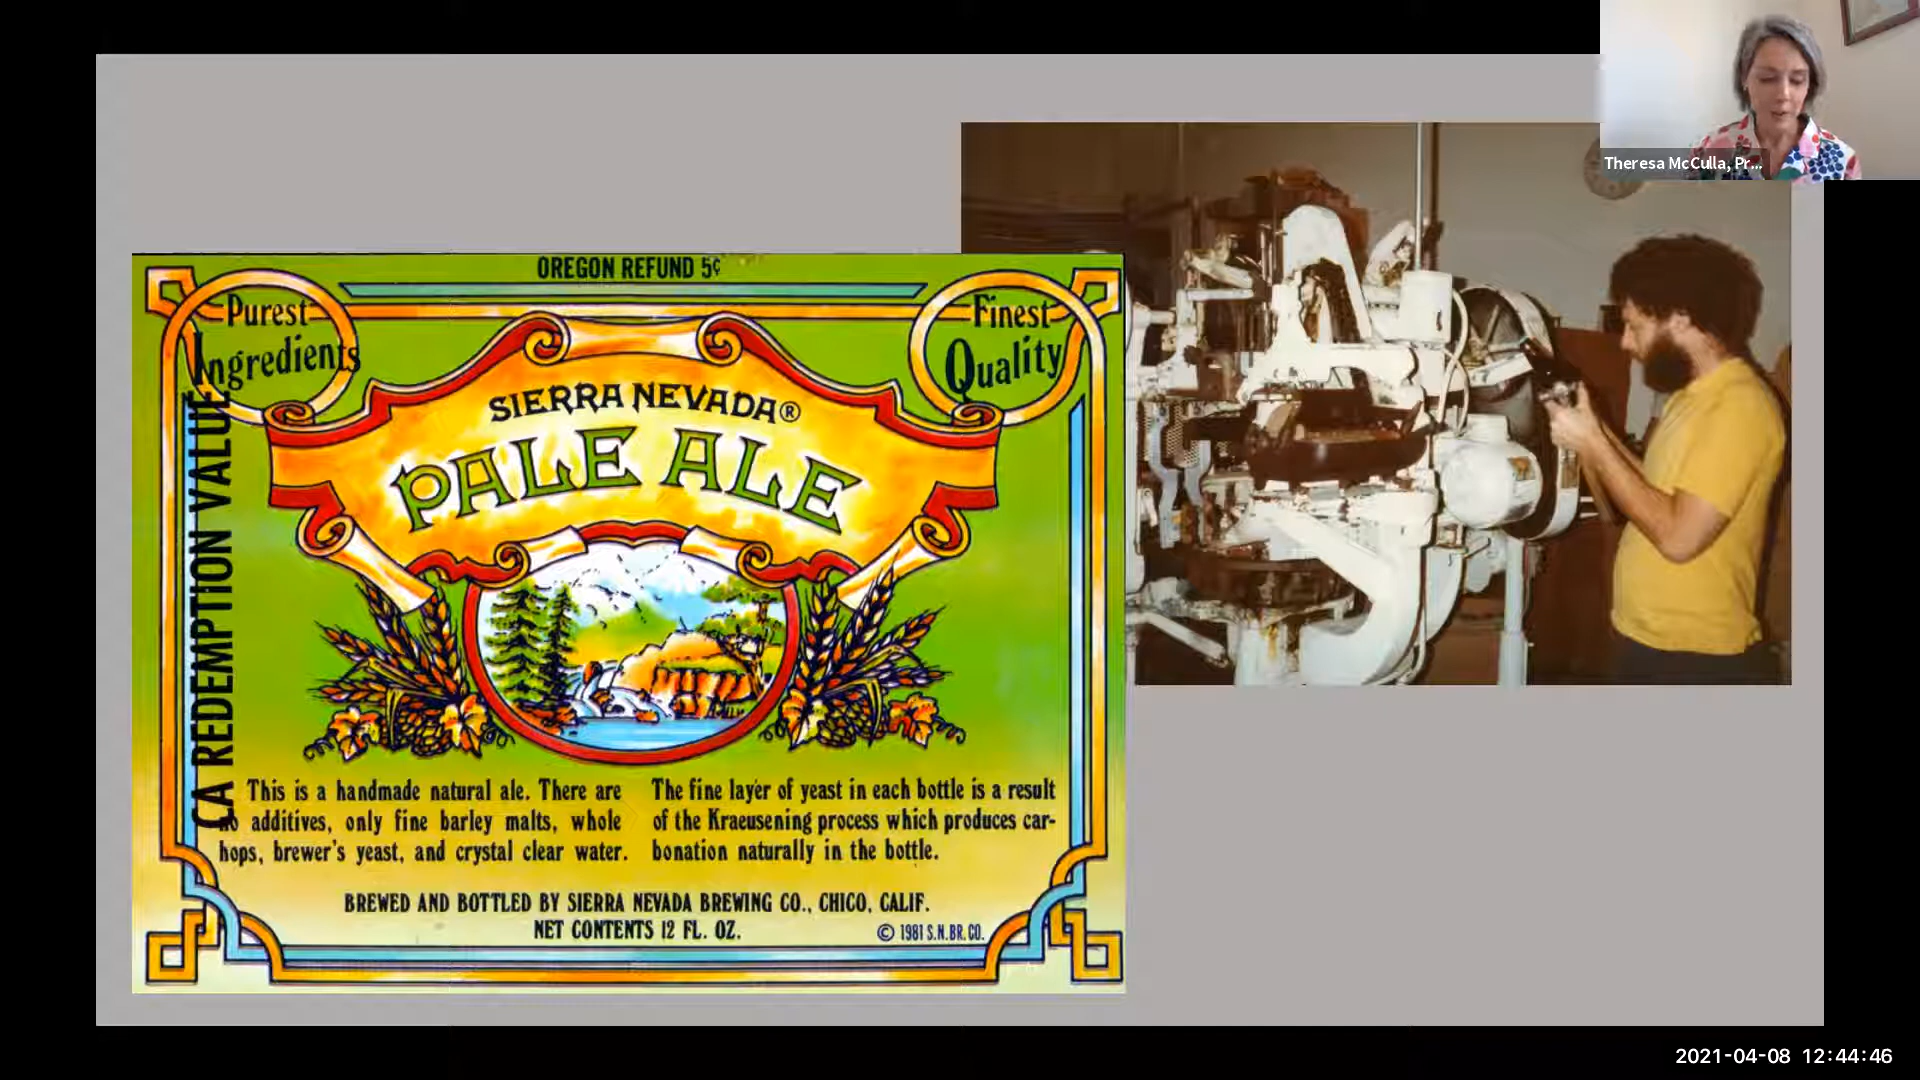 Theresa McCulla, Pr...
OREGON REFUND 5¢
Purest
Ingredients
Finest
Quality
SIERRA NEVADA®
PALE ALE
CA REDEMPTION VALUE
This is a handmade natural ale. There are
no additives, only fine barley malts, whole
hops, brewer's yeast, and crystal clear water.
The fine layer of yeast in each bottle is a result
of the Kraeusening process which produces car-
bonation naturally in the bottle.
BREWED AND BOTTLED BY SIERRA NEVADA BREWING CO., CHICO, CALIF.
NET CONTENTS 12 FL. OZ.
© 1981 S.N.BR.CO.
2021-04-08 12:44:46